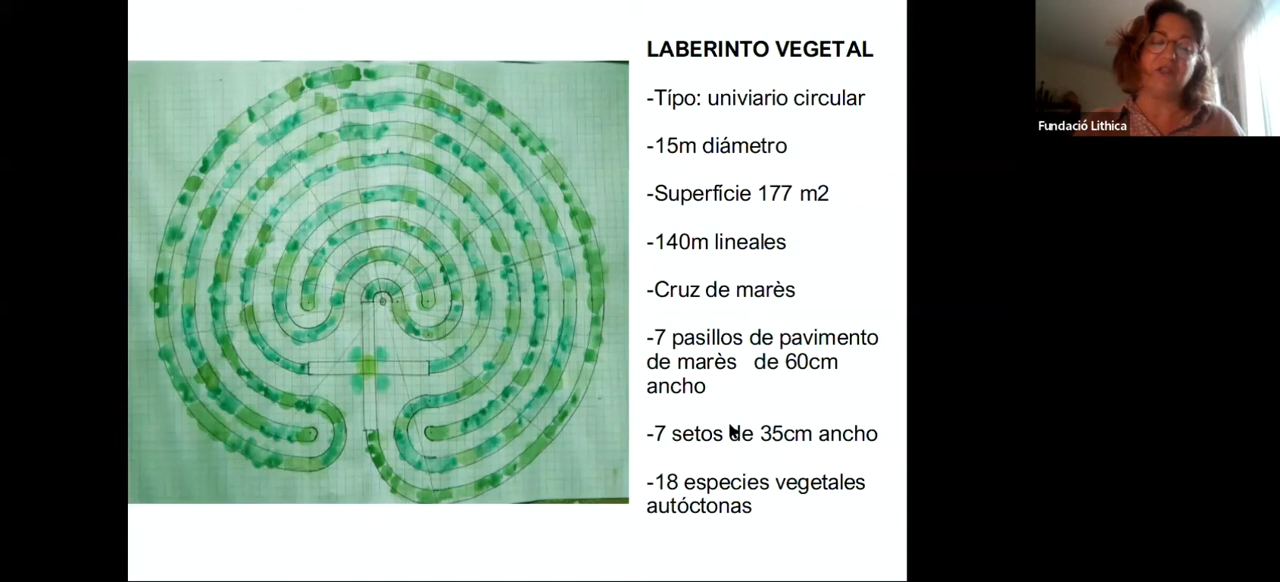 LABERINTO VEGETAL
-Típo: univiario circular
-15m diámetro
-Superfície 177 m2
-140m lineales
-Cruz de marès
-7 pasillos de pavimento
de marès de 60cm
ancho
-7 setos de 35cm ancho
-18 especies vegetales
autóctonas
Fundació Lithica